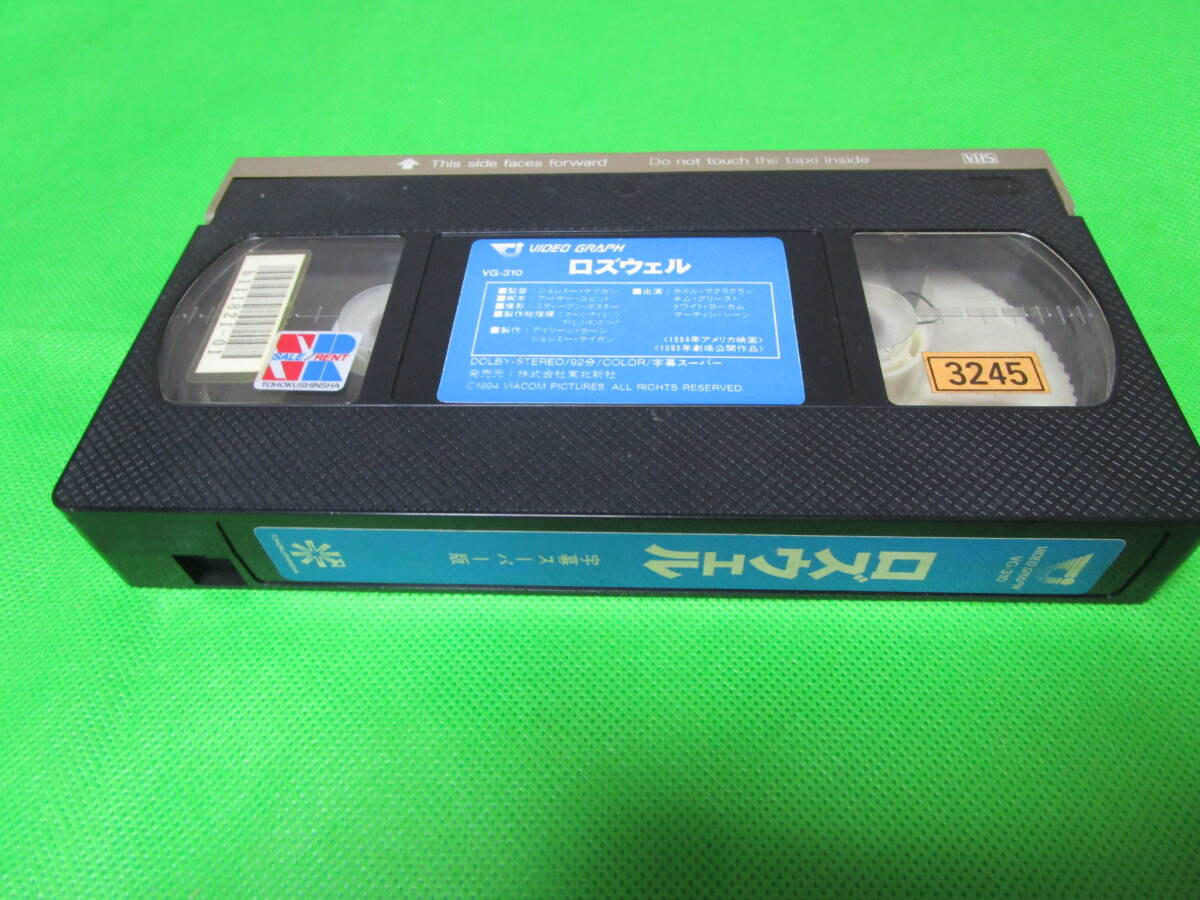 This side faces forward Do not touch the tape inside VHS
VIDEO GRAPH
VG-310
ロズウェル
■監督：ジェレミー・ケイガン
■脚本：アーサー・コピット
■撮影：スティーブン・ポスター
■製作総指揮：
■製作：アイリーン・カーン
ジェレミー・ケイガン
■出演：カイル・マクラクラン
キム・グリースト
ドワイト・ヨーカム
マーティン・シーン
〈1994年アメリカ映画〉
〈1995年劇場公開作品〉
DOLBY-STEREO/92分/COLOR/字幕スーパー
発売元：株式会社東北新社
©1994 VIACOM PICTURES. ALL RIGHTS RESERVED.
SALE/RENT
TOHOKUSHINSHA
3245
VIDEO GRAPH
VG-310
ロズウェル
字幕スーパー版